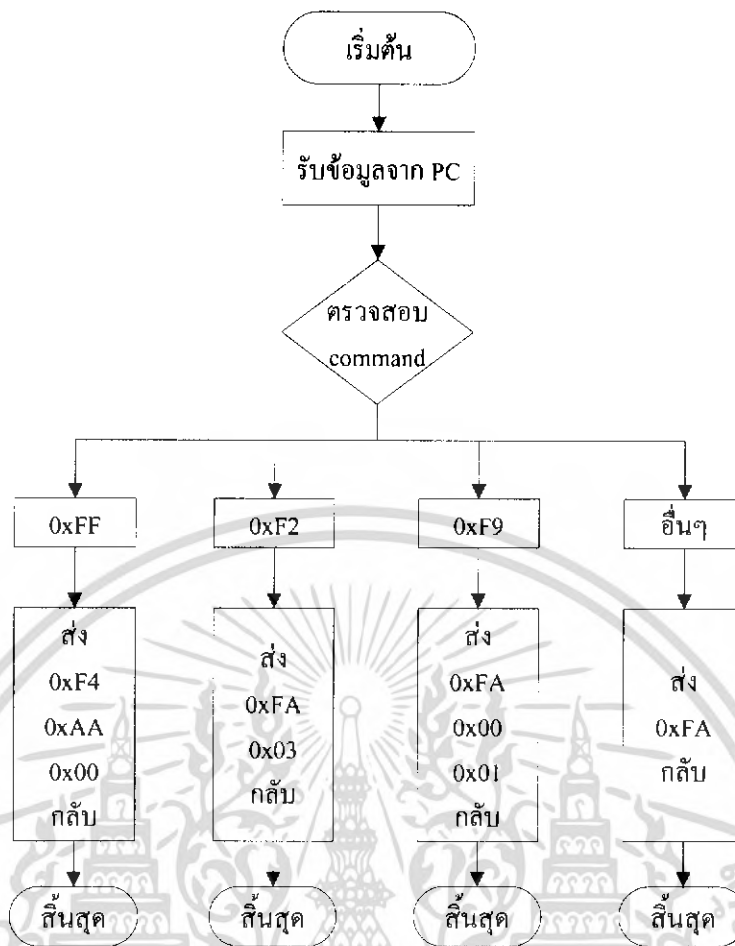 เริ่มต้น
รับข้อมูลจาก PC
ตรวจสอบ
command
0xFF
0xF2
0xF9
อื่นๆ
ส่ง
0xF4
0xAA
0x00
กลับ
ส่ง
0xFA
0x03
กลับ
ส่ง
0xFA
0x00
0x01
กลับ
ส่ง
0xFA
กลับ
สิ้นสุด
สิ้นสุด
สิ้นสุด
สิ้นสุด